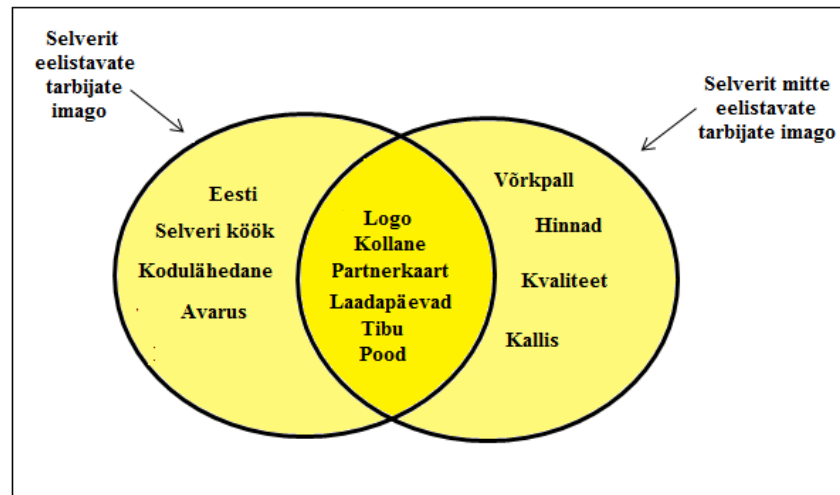 Selverit
eelistavate
tarbijate
imago
Selverit mitte
eelistavate
tarbijate imago
Eesti
Selveri köök
Kodulähedane
Avarus
Logo
Kollane
Partnerkaart
Laadapäevad
Tibu
Pood
Võrkpall
Hinnad
Kvaliteet
Kallis